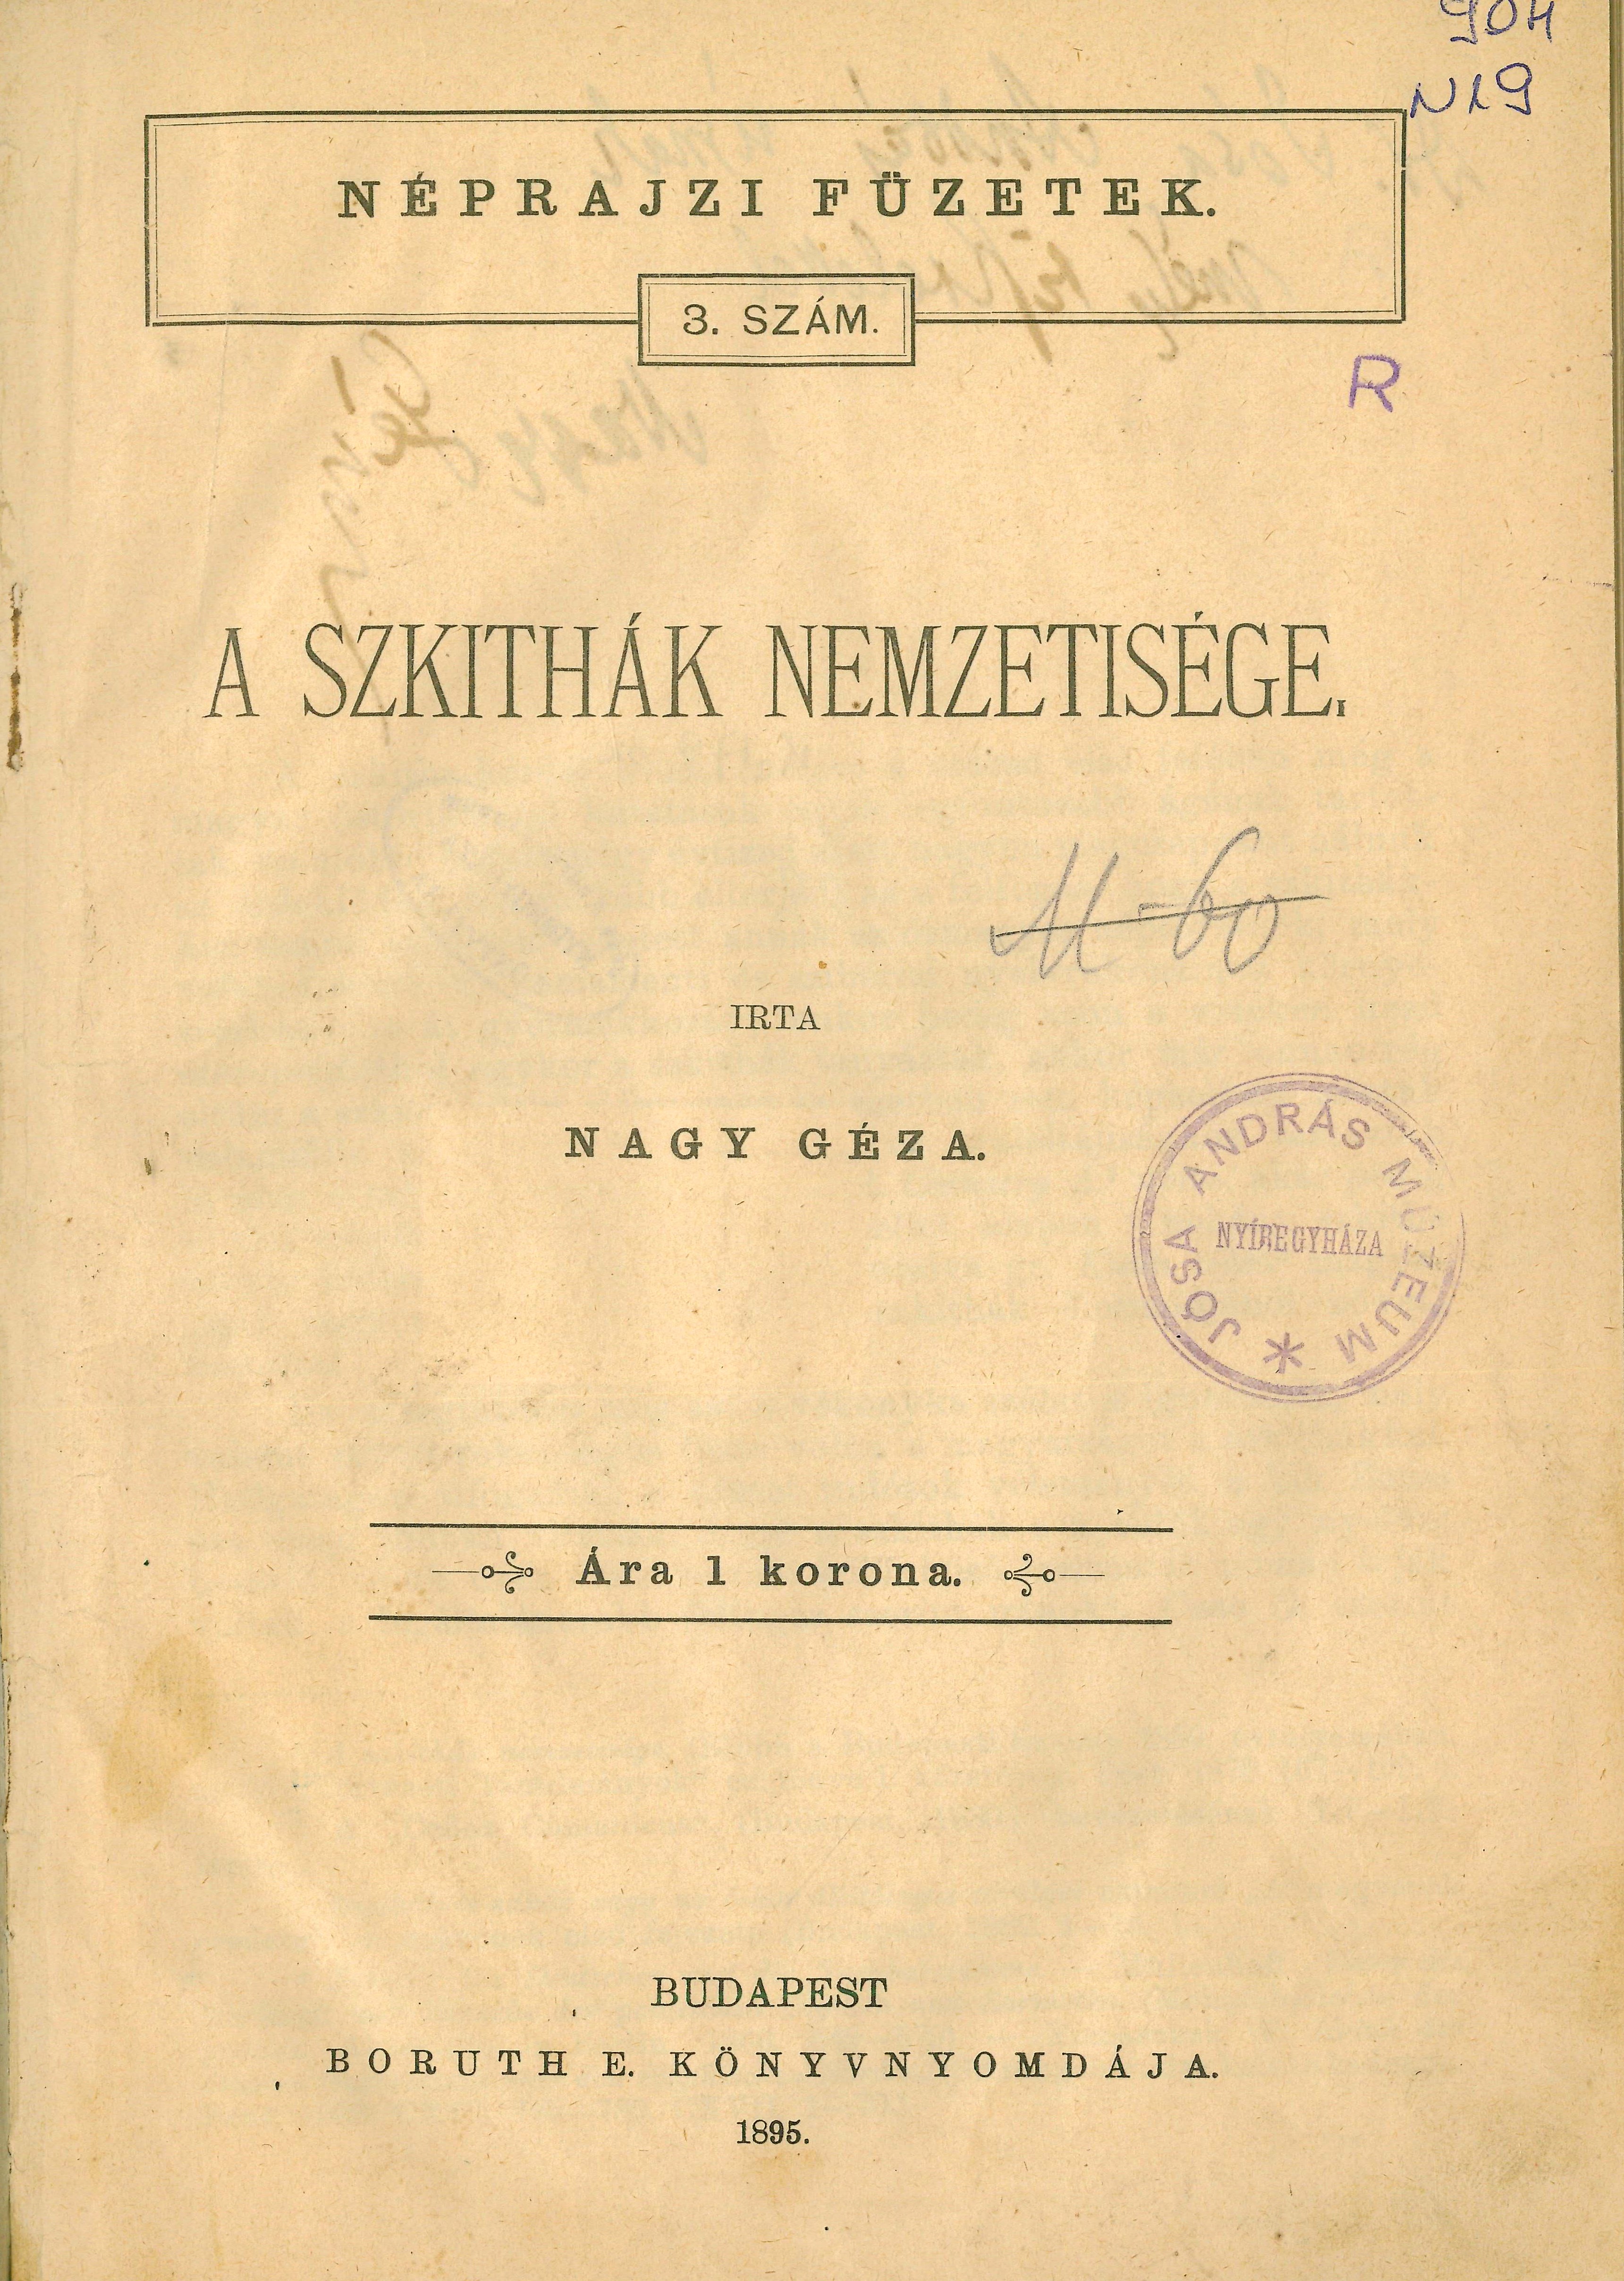 904
N19
NÉPRAJZI FÜZETEK.
3. SZÁM.
R
A SZKITHÁK NEMZETISÉGE.
11-60
IRTA
NAGY GÉZA.
JÓSA ANDRÁS MÚZEUM
NYÍREGYHÁZA
Ára 1 korona.
BUDAPEST
BORUTH E. KÖNYVNYOMDÁJA.
1895.